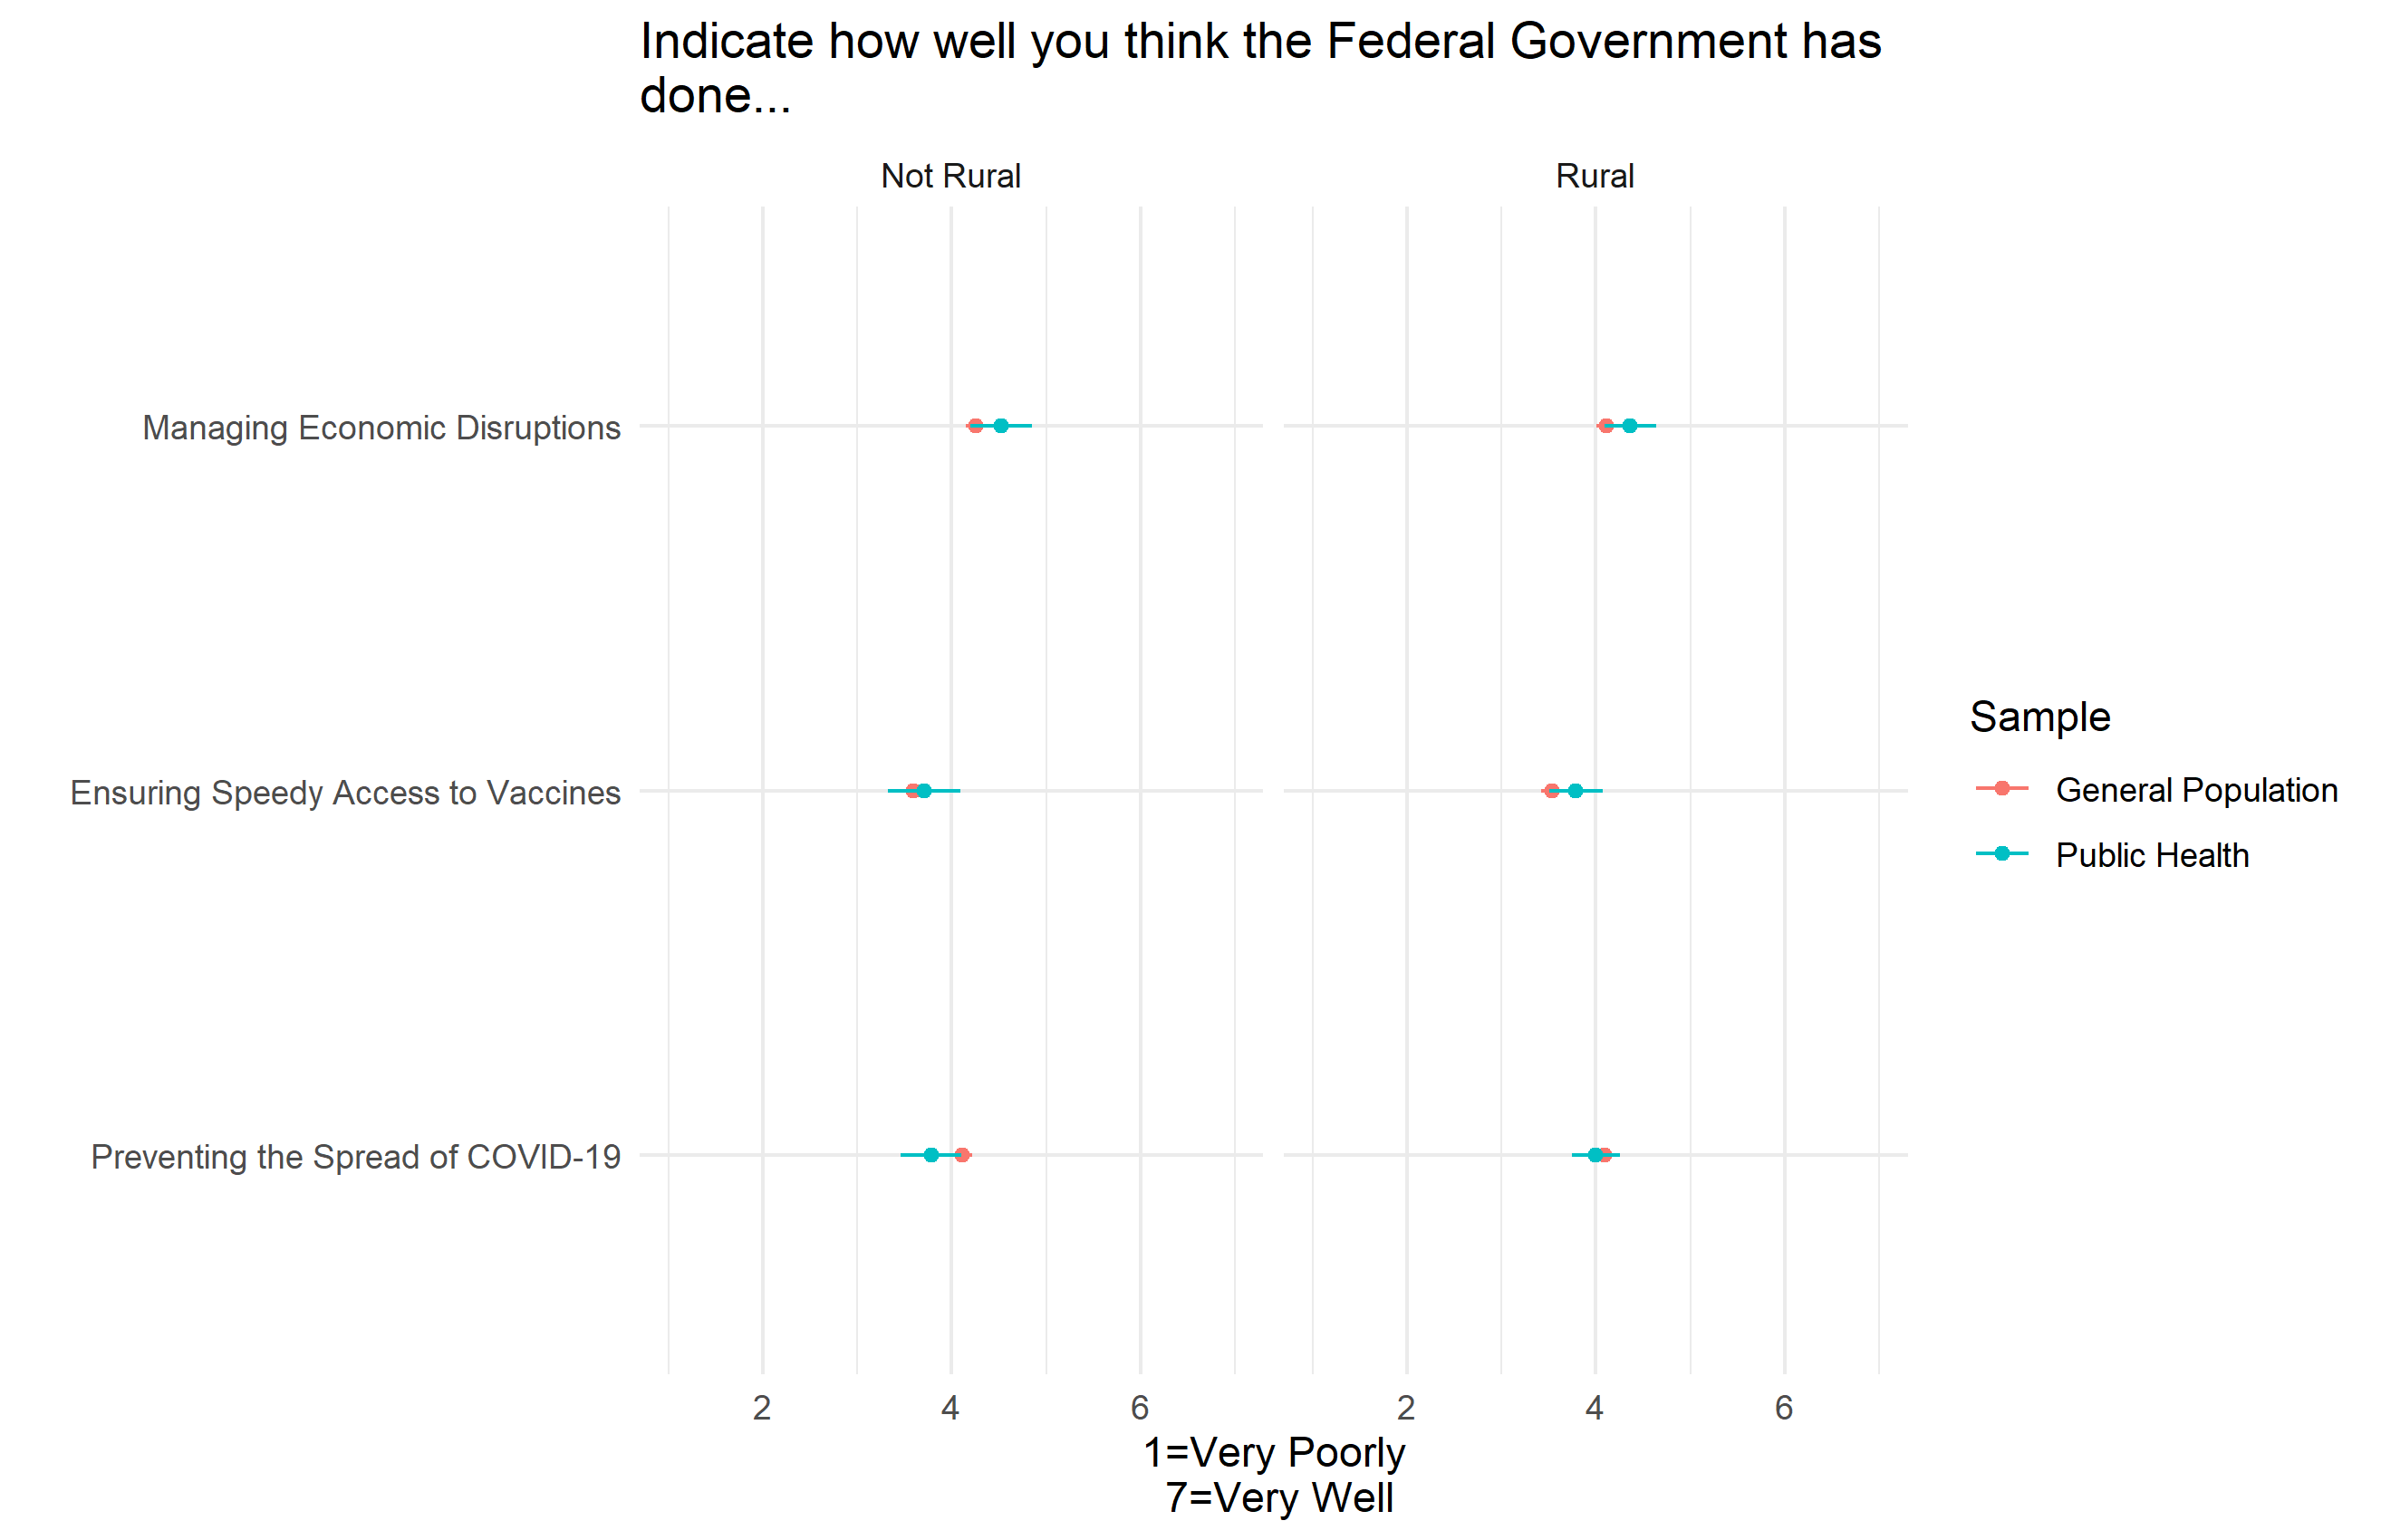 Indicate how well you think the Federal Government has
done...
Not Rural
Rural
Managing Economic Disruptions
Ensuring Speedy Access to Vaccines
Preventing the Spread of COVID-19
2
4
6
2
4
6
1=Very Poorly
7=Very Well
Sample
General Population
Public Health